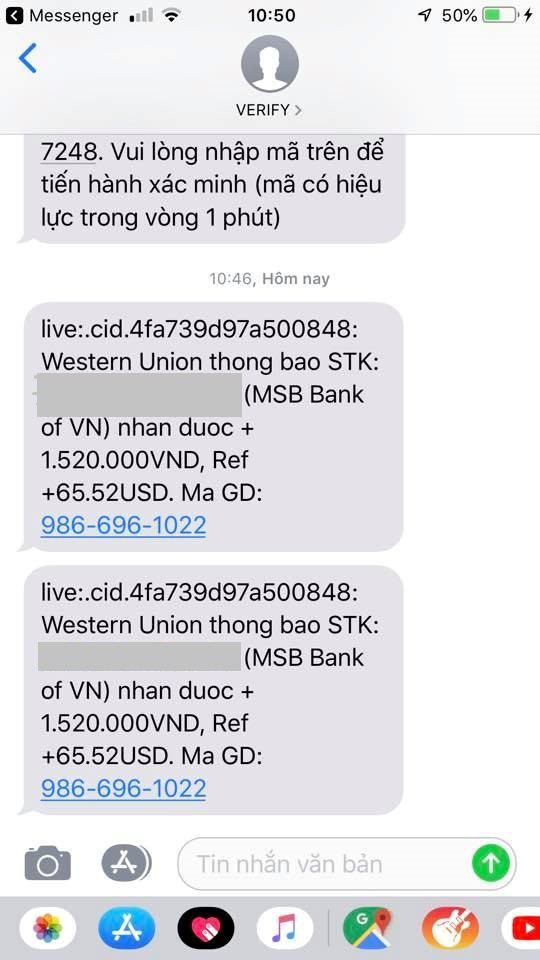 Messenger
10:50
50%
VERIFY
7248. Vui lòng nhập mã trên để
tiến hành xác minh (mã có hiệu
lực trong vòng 1 phút)
10:46, Hôm nay
live:.cid.4fa739d97a500848:
Western Union thong bao STK:
(MSB Bank
of VN) nhan duoc +
1.520.000VND, Ref
+65.52USD. Ma GD:
986-696-1022
live:.cid.4fa739d97a500848:
Western Union thong bao STK:
(MSB Bank
of VN) nhan duoc +
1.520.000VND, Ref
+65.52USD. Ma GD:
986-696-1022
Tin nhắn văn bản